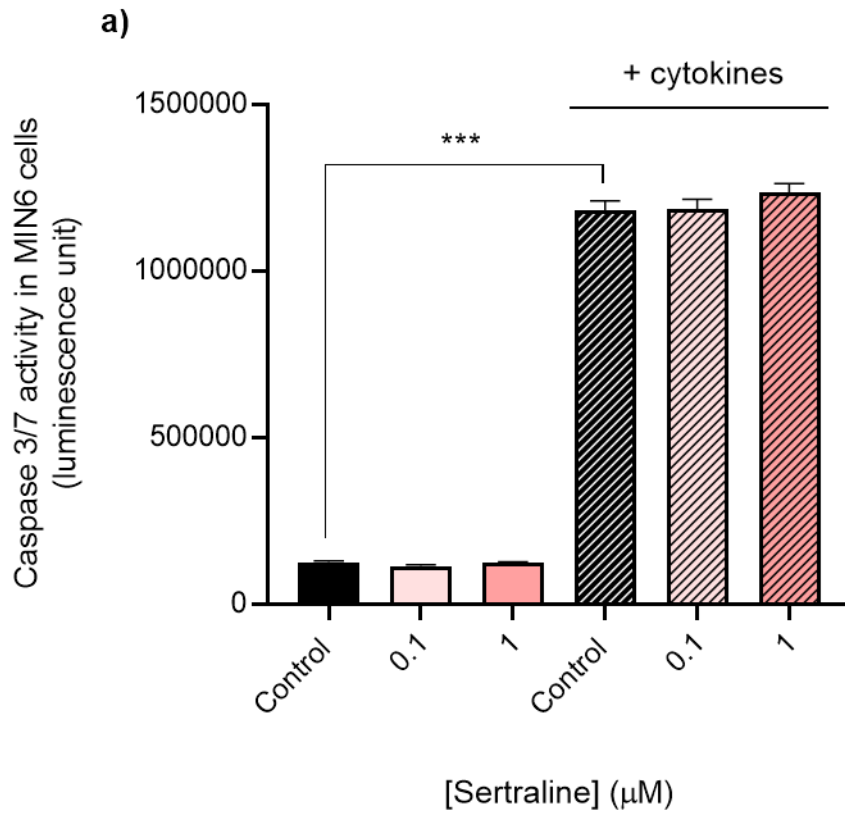 a)
+ cytokines
Caspase 3/7 activity in MIN6 cells
(luminescence unit)
1500000
1000000
500000
0
***
Control
0.1
1
Control
0.1
1
[Sertraline] (μM)